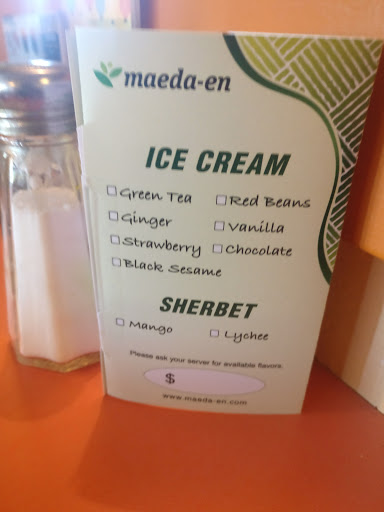 maeda-en
ICE CREAM
Green Tea Red Beans
Ginger Vanilla
Strawberry Chocolate
Black Sesame
SHERBET
Mango Lychee
Please ask your server for available flavors.
$
www.maeda-en.com